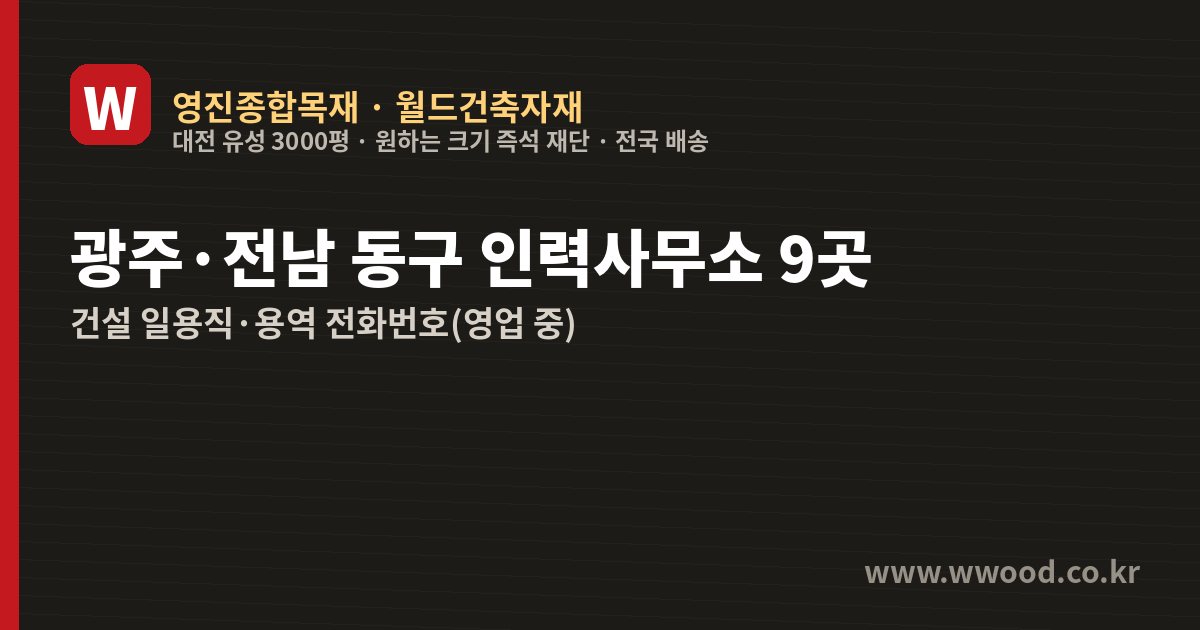 W
영진종합목재 · 월드건축자재
대전 유성 3000평 · 원하는 크기 즉석 재단 · 전국 배송
광주·전남 동구 인력사무소 9곳
건설 일용직·용역 전화번호(영업 중)
www.wwood.co.kr